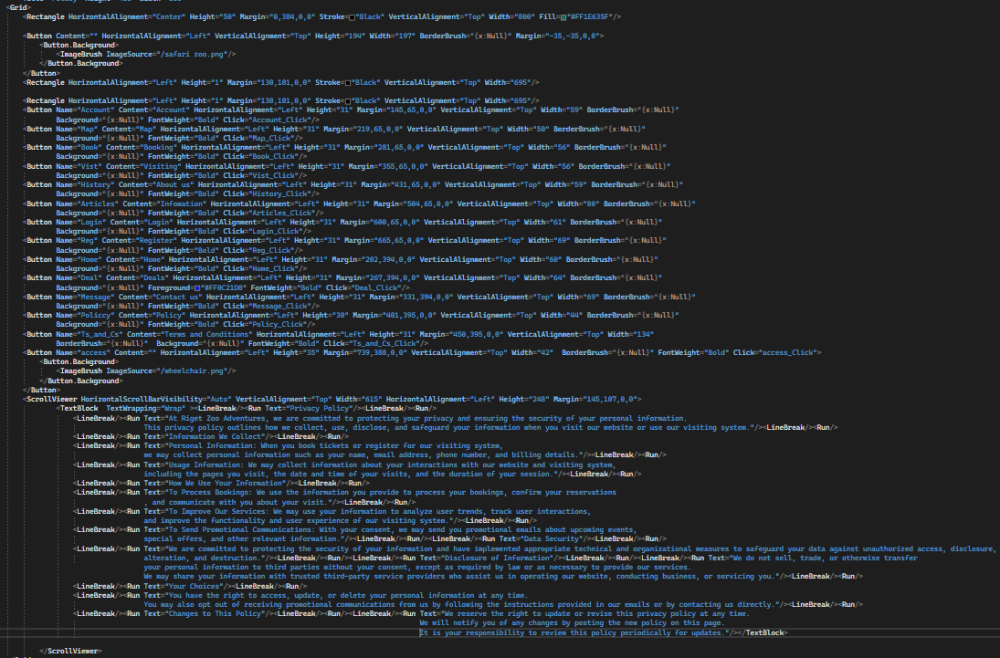 <Grid>
<Rectangle HorizontalAlignment="Center" Height="50" Margin="0,384,0,0" Stroke="Black" VerticalAlignment="Top" Width="800" Fill="#FF1E635F"/>
<Button Content="" HorizontalAlignment="Left" VerticalAlignment="Top" Height="194" Width="197" BorderBrush="{x:Null}" Margin="-35,-35,0,0">
<Button.Background>
<ImageBrush ImageSource="/safari zoo.png"/>
</Button.Background>
</Button>
<Rectangle HorizontalAlignment="Left" Height="1" Margin="130,101,0,0" Stroke="Black" VerticalAlignment="Top" Width="695"/>
<Rectangle HorizontalAlignment="Left" Height="1" Margin="130,101,0,0" Stroke="Black" VerticalAlignment="Top" Width="695"/>
<Button Name="Account" Content="Account" HorizontalAlignment="Left" Height="31" Margin="145,65,0,0" VerticalAlignment="Top" Width="59" BorderBrush="{x:Null}"
Background="{x:Null}" FontWeight="Bold" Click="Account_Click"/>
<Button Name="Map" Content="Map" HorizontalAlignment="Left" Height="31" Margin="219,65,0,0" VerticalAlignment="Top" Width="50" BorderBrush="{x:Null}"
Background="{x:Null}" FontWeight="Bold" Click="Map_Click"/>
<Button Name="Book" Content="Booking" HorizontalAlignment="Left" Height="31" Margin="281,65,0,0" VerticalAlignment="Top" Width="56" BorderBrush="{x:Null}"
Background="{x:Null}" FontWeight="Bold" Click="Book_Click"/>
<Button Name="Vist" Content="Visiting" HorizontalAlignment="Left" Height="31" Margin="355,65,0,0" VerticalAlignment="Top" Width="56" BorderBrush="{x:Null}"
Background="{x:Null}" FontWeight="Bold" Click="Vist_Click"/>
<Button Name="History" Content="About us" HorizontalAlignment="Left" Height="31" Margin="431,65,0,0" VerticalAlignment="Top" Width="59" BorderBrush="{x:Null}"
Background="{x:Null}" FontWeight="Bold" Click="History_Click"/>
<Button Name="Articles" Content="Infomation" HorizontalAlignment="Left" Height="31" Margin="504,65,0,0" VerticalAlignment="Top" Width="80" BorderBrush="{x:Null}"
Background="{x:Null}" FontWeight="Bold" Click="Articles_Click"/>
<Button Name="Login" Content="Login" HorizontalAlignment="Left" Height="31" Margin="600,65,0,0" VerticalAlignment="Top" Width="61" BorderBrush="{x:Null}"
Background="{x:Null}" FontWeight="Bold" Click="Login_Click"/>
<Button Name="Reg" Content="Register" HorizontalAlignment="Left" Height="31" Margin="665,65,0,0" VerticalAlignment="Top" Width="69" BorderBrush="{x:Null}"
Background="{x:Null}" FontWeight="Bold" Click="Reg_Click"/>
<Button Name="Home" Content="Home" HorizontalAlignment="Left" Height="31" Margin="202,394,0,0" VerticalAlignment="Top" Width="60" BorderBrush="{x:Null}"
Background="{x:Null}" FontWeight="Bold" Click="Home_Click"/>
<Button Name="Deal" Content="Deals" HorizontalAlignment="Left" Height="31" Margin="267,394,0,0" VerticalAlignment="Top" Width="64" BorderBrush="{x:Null}"
Background="{x:Null}" Foreground="#FF0C21D0" FontWeight="Bold" Click="Deal_Click"/>
<Button Name="Message" Content="Contact us" HorizontalAlignment="Left" Height="31" Margin="331,394,0,0" VerticalAlignment="Top" Width="69" BorderBrush="{x:Null}"
Background="{x:Null}" FontWeight="Bold" Click="Message_Click"/>
<Button Name="Policcy" Content="Policy" HorizontalAlignment="Left" Height="30" Margin="401,395,0,0" VerticalAlignment="Top" Width="44" BorderBrush="{x:Null}"
Background="{x:Null}" FontWeight="Bold" Click="Policy_Click"/>
<Button Name="Ts_and_Cs" Content="Terms and Conditions" HorizontalAlignment="Left" Height="31" Margin="450,395,0,0" VerticalAlignment="Top" Width="134"
BorderBrush="{x:Null}" Background="{x:Null}" FontWeight="Bold" Click="Ts_and_Cs_Click"/>
<Button Name="access" Content="" HorizontalAlignment="Left" Height="35" Margin="739,388,0,0" VerticalAlignment="Top" Width="42" BorderBrush="{x:Null}" FontWeight="Bold" Click="access_Click">
<Button.Background>
<ImageBrush ImageSource="/wheelchair.png"/>
</Button.Background>
</Button>
<ScrollViewer HorizontalScrollBarVisibility="Auto" VerticalAlignment="Top" Width="615" HorizontalAlignment="Left" Height="248" Margin="145,107,0,0">
<TextBlock TextWrapping="Wrap" ><LineBreak/><Run Text="Privacy Policy"/><LineBreak/><Run/>
<LineBreak/><Run Text="At Riget Zoo Adventures, we are committed to protecting your privacy and ensuring the security of your personal information.
This privacy policy outlines how we collect, use, disclose, and safeguard your information when you visit our website or use our visiting system."/><LineBreak/><Run/>
<LineBreak/><Run Text="Information We Collect"/><LineBreak/><Run/>
<LineBreak/><Run Text="Personal Information: When you book tickets or register for our visiting system,
we may collect personal information such as your name, email address, phone number, and billing details."/><LineBreak/><Run/>
<LineBreak/><Run Text="Usage Information: We may collect information about your interactions with our website and visiting system,
including the pages you visit, the date and time of your visits, and the duration of your session."/><LineBreak/><Run/>
<LineBreak/><Run Text="How We Use Your Information"/><LineBreak/><Run/>
<LineBreak/><Run Text="To Process Bookings: We use the information you provide to process your bookings, confirm your reservations
, and communicate with you about your visit."/><LineBreak/><Run/>
<LineBreak/><Run Text="To Improve Our Services: We may use your information to analyze user trends, track user interactions,
and improve the functionality and user experience of our visiting system."/><LineBreak/><Run/>
<LineBreak/><Run Text="To Send Promotional Communications: With your consent, we may send you promotional emails about upcoming events,
special offers, and other relevant information."/><LineBreak/><Run/><LineBreak/><Run Text="Data Security"/><LineBreak/><Run/>
<LineBreak/><Run Text="We are committed to protecting the security of your information and have implemented appropriate technical and organizational measures to safeguard your data against unauthorized access, disclosure,
alteration, and destruction."/><LineBreak/><Run/><LineBreak/><Run Text="Disclosure of Information"/><LineBreak/><Run/><LineBreak/><Run Text="We do not sell, trade, or otherwise transfer
your personal information to third parties without your consent, except as required by law or as necessary to provide our services.
We may share your information with trusted third-party service providers who assist us in operating our website, conducting business, or servicing you."/><LineBreak/><Run/>
<LineBreak/><Run Text="Your Choices"/><LineBreak/><Run/>
<LineBreak/><Run Text="You have the right to access, update, or delete your personal information at any time.
You may also opt out of receiving promotional communications from us by following the instructions provided in our emails or by contacting us directly."/><LineBreak/><Run/>
<LineBreak/><Run Text="Changes to This Policy"/><LineBreak/><Run/><LineBreak/><Run Text="We reserve the right to update or revise this privacy policy at any time.
We will notify you of any changes by posting the new policy on this page.
It is your responsibility to review this policy periodically for updates."/></TextBlock>
</ScrollViewer>